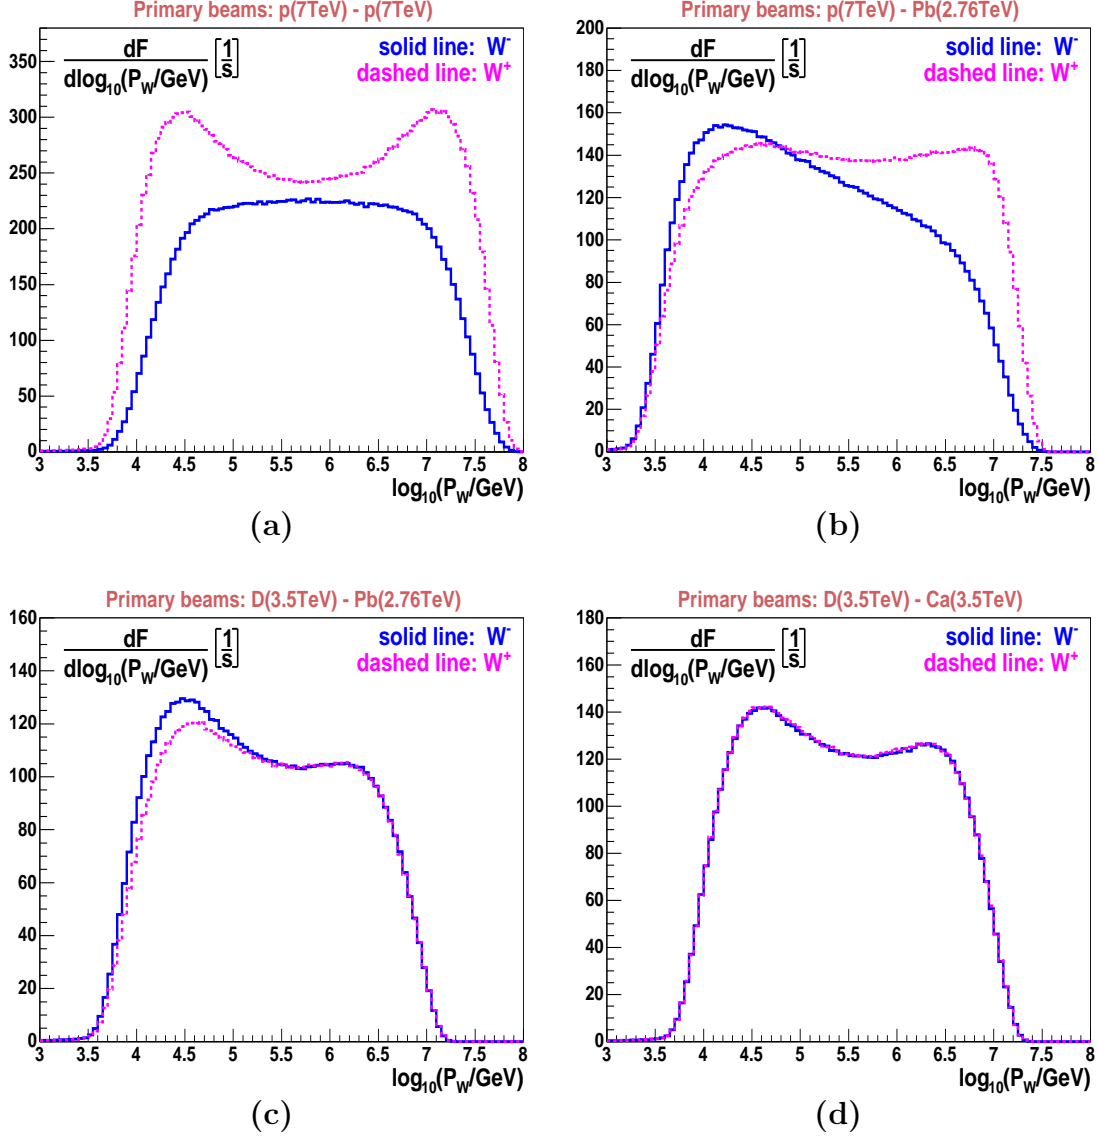 Primary beams: p(7TeV) - p(7TeV)
dF
dlog10(PW/GeV) [1/s]
solid line: W-
dashed line: W+
350
300
250
200
150
100
50
0
3 3.5 4 4.5 5 5.5 6 6.5 7 7.5 8
log10(PW/GeV)
(a)
Primary beams: p(7TeV) - Pb(2.76TeV)
dF
dlog10(PW/GeV) [1/s]
solid line: W-
dashed line: W+
200
180
160
140
120
100
80
60
40
20
0
3 3.5 4 4.5 5 5.5 6 6.5 7 7.5 8
log10(PW/GeV)
(b)
Primary beams: D(3.5TeV) - Pb(2.76TeV)
dF
dlog10(PW/GeV) [1/s]
solid line: W-
dashed line: W+
160
140
120
100
80
60
40
20
0
3 3.5 4 4.5 5 5.5 6 6.5 7 7.5 8
log10(PW/GeV)
(c)
Primary beams: D(3.5TeV) - Ca(3.5TeV)
dF
dlog10(PW/GeV) [1/s]
solid line: W-
dashed line: W+
180
160
140
120
100
80
60
40
20
0
3 3.5 4 4.5 5 5.5 6 6.5 7 7.5 8
log10(PW/GeV)
(d)